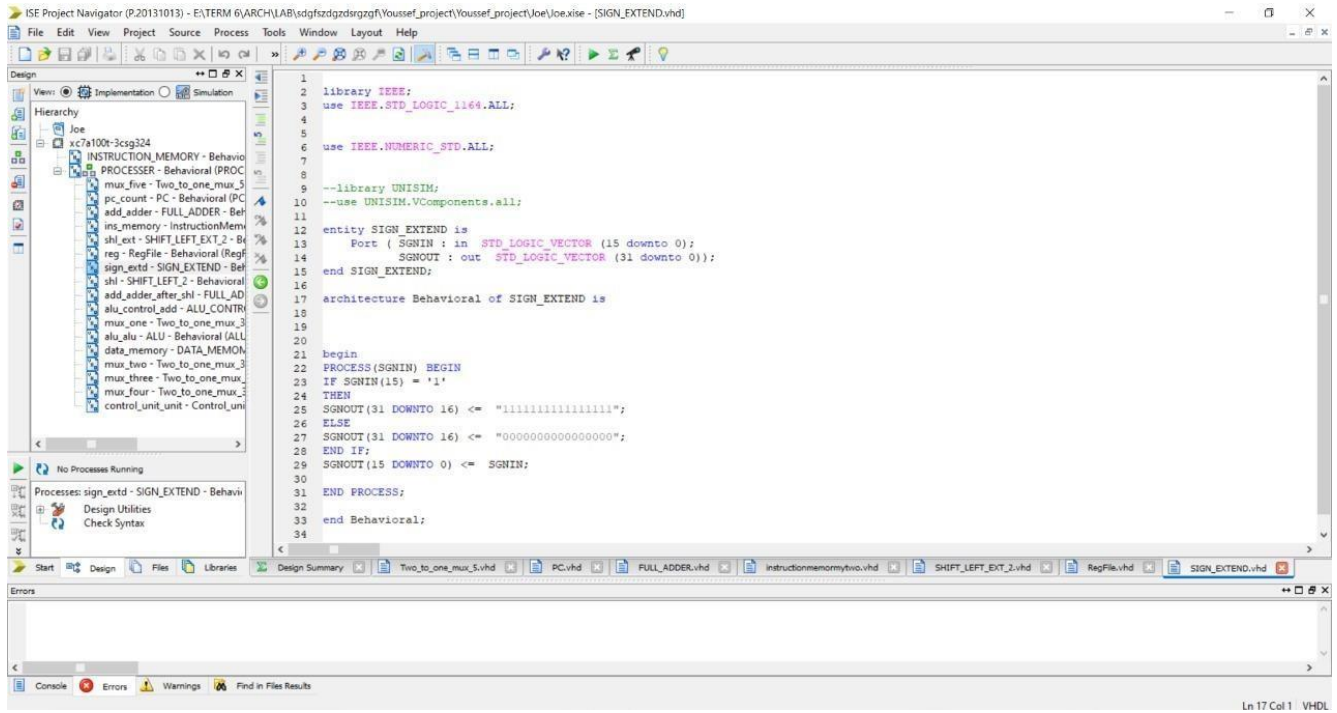 ISE Project Navigator (P.20131013) - E:\TERM 6\ARCH\LAB\sdgfszdgzdsrgzgf\Youssef_project\Youssef_project\Joe\Joe.xise - [SIGN_EXTEND.vhd]
File Edit View Project Source Process Tools Window Layout Help
Design
View: Implementation Simulation
Hierarchy
Joe
xc7a100t-3csg324
INSTRUCTION_MEMORY - Behavio
PROCESSER - Behavioral (PROC
mux_five - Two_to_one_mux_5
pc_count - PC - Behavioral (PC
add_adder - FULL_ADDER - Beh
ins_memory - InstructionMem
shl_ext - SHIFT_LEFT_EXT_2 - Be
reg - RegFile - Behavioral (RegF
sign_extd - SIGN_EXTEND - Beh
shl - SHIFT_LEFT_2 - Behavioral
add_adder_after_shl - FULL_AD
alu_control_add - ALU_CONTR
mux_one - Two_to_one_mux_3
alu_alu - ALU - Behavioral (ALU
data_memory - DATA_MEMON
mux_two - Two_to_one_mux_3
mux_three - Two_to_one_mux_
mux_four - Two_to_one_mux_3
control_unit_unit - Control_uni
No Processes Running
Processes: sign_extd - SIGN_EXTEND - Behavi
Design Utilities
Check Syntax
Start Design Files Libraries
1
2 library IEEE;
3 use IEEE.STD_LOGIC_1164.ALL;
4
5
6 use IEEE.NUMERIC_STD.ALL;
7
8
9 --library UNISIM;
10 --use UNISIM.VComponents.all;
11
12 entity SIGN_EXTEND is
13 Port ( SGNIN : in STD_LOGIC_VECTOR (15 downto 0);
14 SGNOUT : out STD_LOGIC_VECTOR (31 downto 0));
15 end SIGN_EXTEND;
16
17 architecture Behavioral of SIGN_EXTEND is
18
19
20
21 begin
22 PROCESS(SGNIN) BEGIN
23 IF SGNIN(15) = '1'
24 THEN
25 SGNOUT(31 DOWNTO 16) <= "1111111111111111";
26 ELSE
27 SGNOUT(31 DOWNTO 16) <= "0000000000000000";
28 END IF;
29 SGNOUT(15 DOWNTO 0) <= SGNIN;
30
31 END PROCESS;
32
33 end Behavioral;
34
Design Summary Two_to_one_mux_5.vhd PC.vhd FULL_ADDER.vhd instructionmemormytwo.vhd SHIFT_LEFT_EXT_2.vhd RegFile.vhd SIGN_EXTEND.vhd
Errors
Console Errors Warnings Find in Files Results
Ln 17 Col 1 VHDL